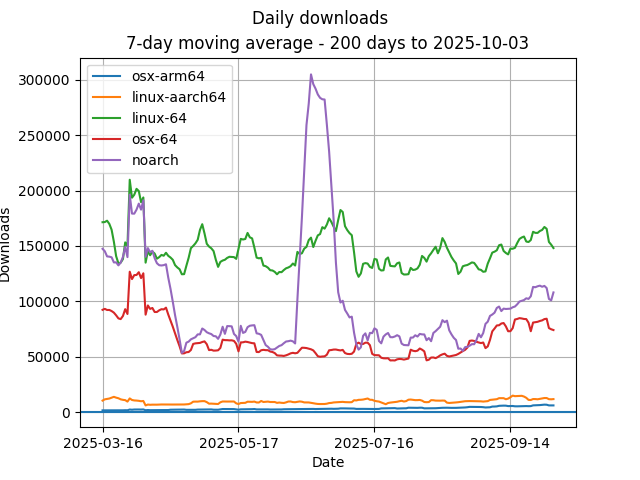 Daily downloads
7-day moving average - 200 days to 2025-10-03
osx-arm64
linux-aarch64
linux-64
osx-64
noarch
300000
250000
200000
150000
100000
50000
0
Downloads
2025-03-16
2025-05-17
2025-07-16
2025-09-14
Date